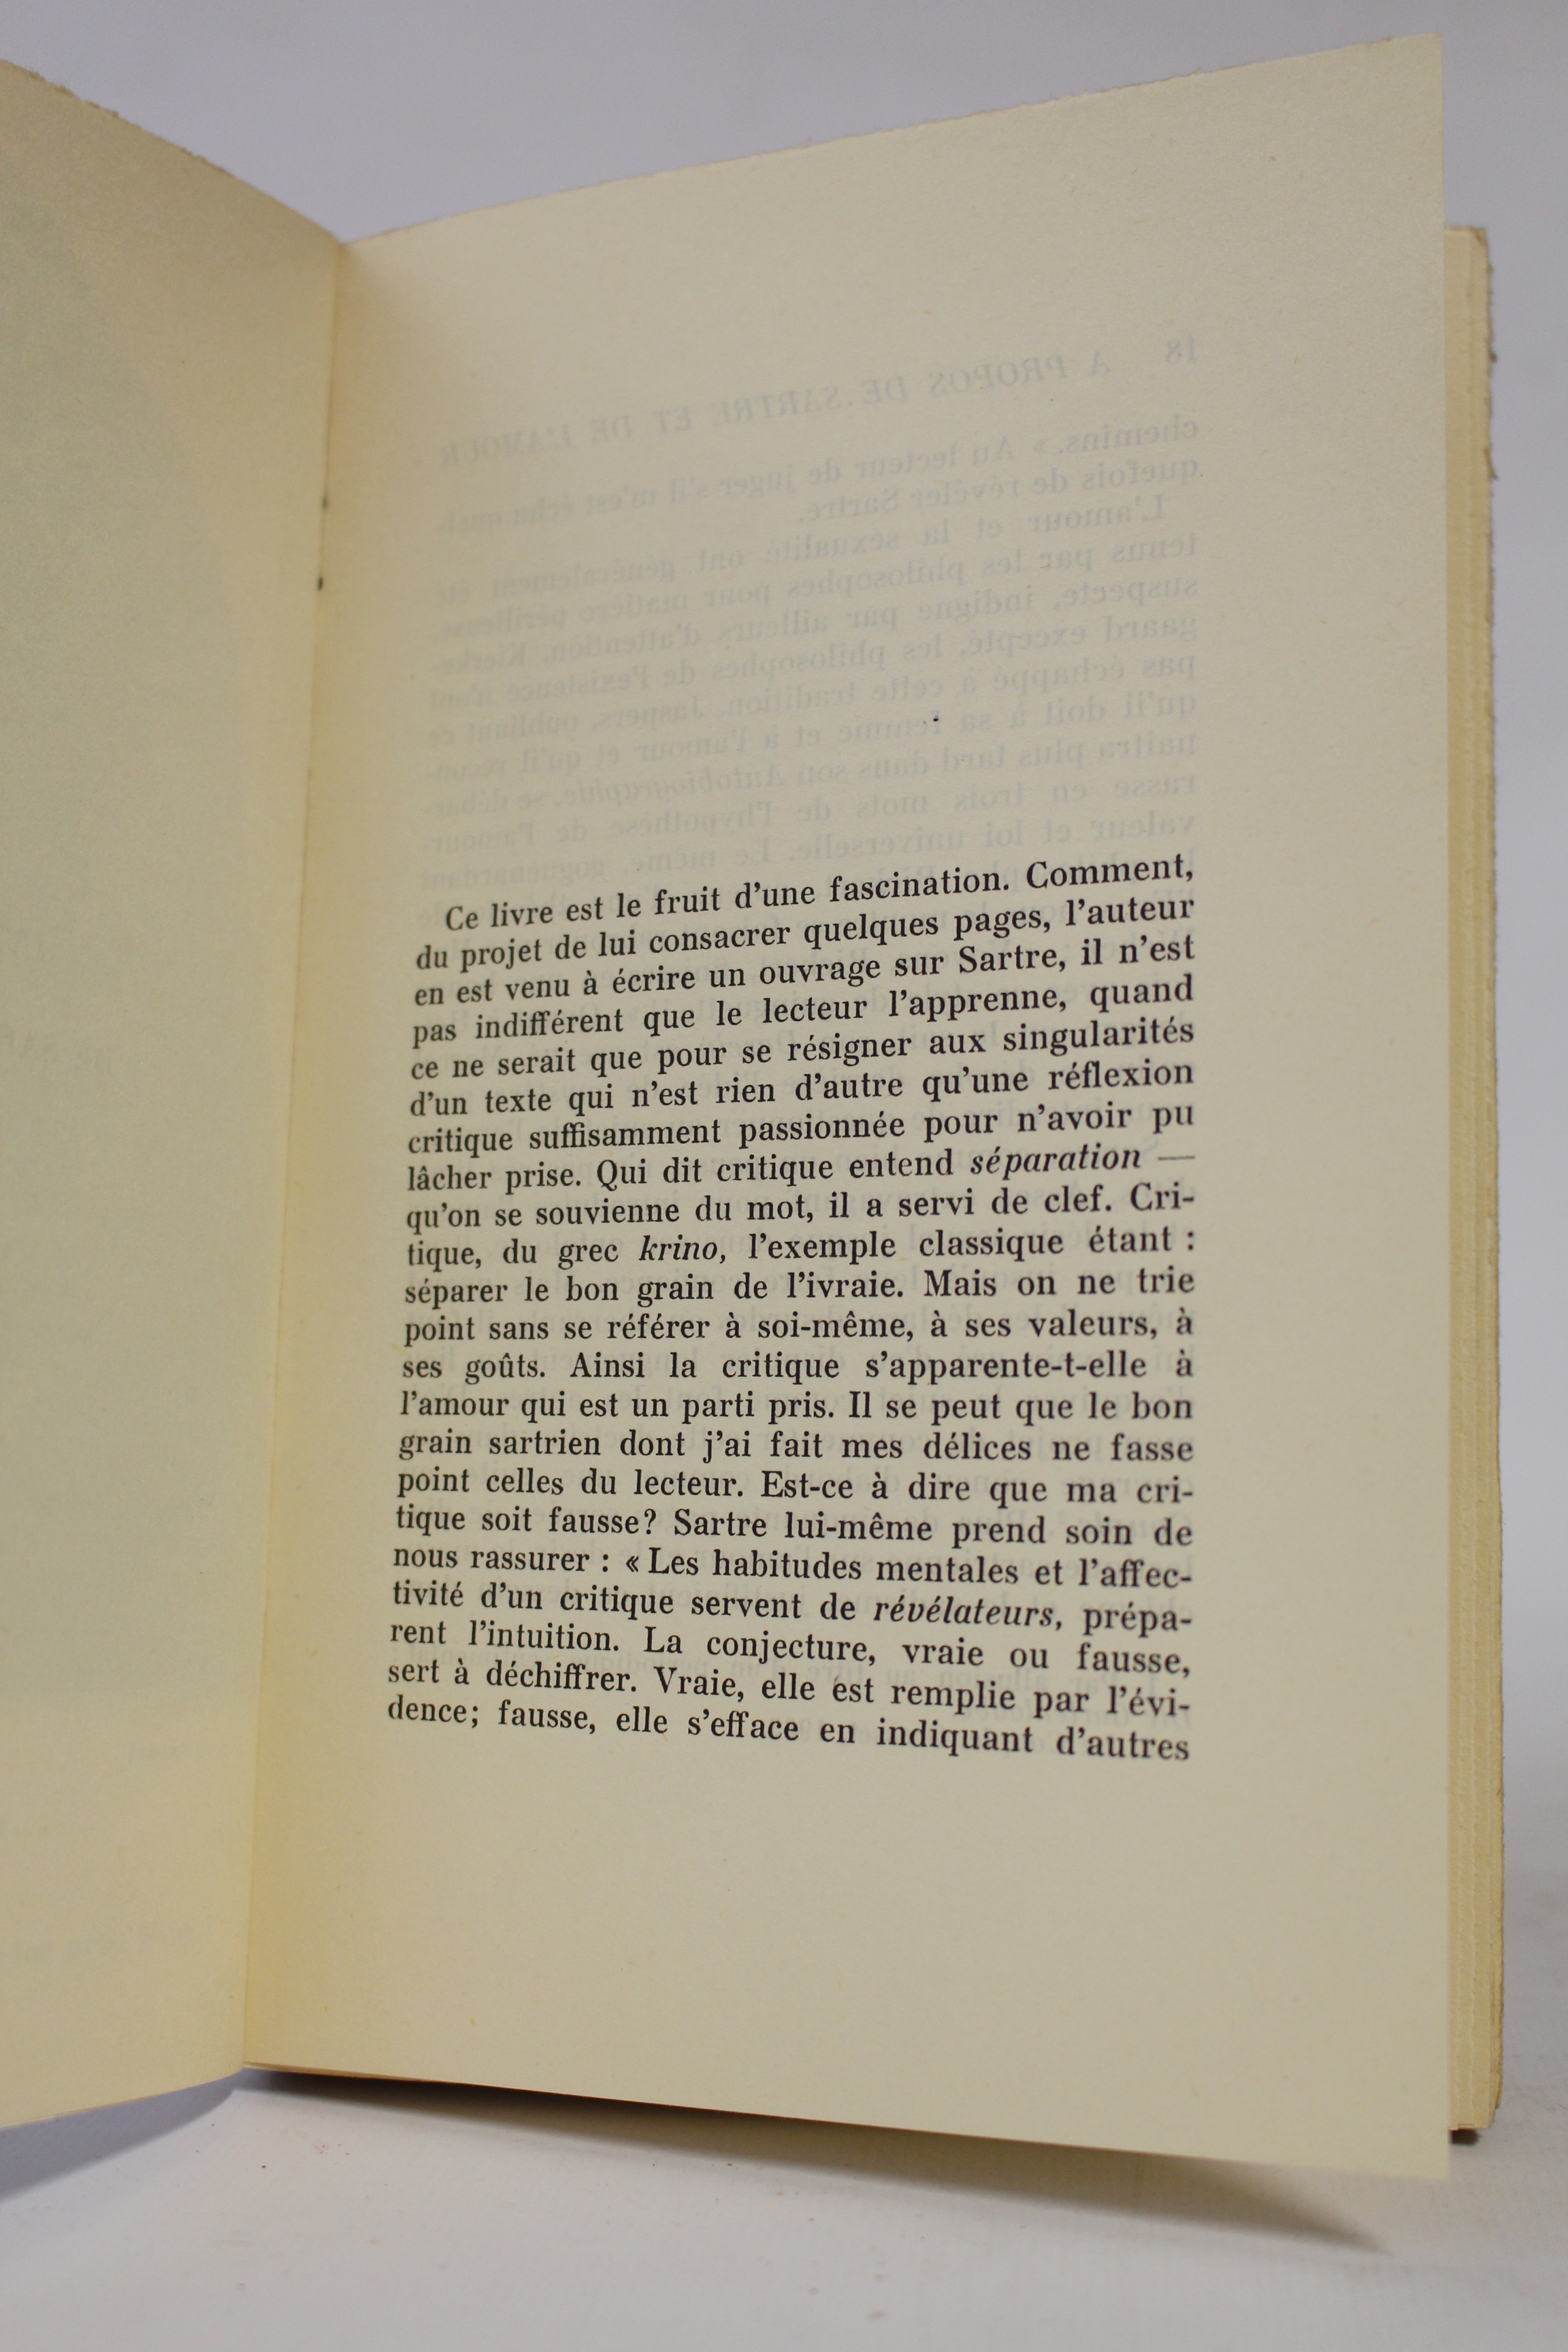 Ce livre est le fruit d'une fascination. Comment,
du projet de lui consacrer quelques pages, l'auteur
en est venu à écrire un ouvrage sur Sartre, il n'est
pas indifférent que le lecteur l'apprenne, quand
ce ne serait que pour se résigner aux singularités
d'un texte qui n'est rien d'autre qu'une réflexion
critique suffisamment passionnée pour n'avoir pu
lâcher prise. Qui dit critique entend séparation —
qu'on se souvienne du mot, il a servi de clef. Cri-
tique, du grec krino, l'exemple classique étant :
séparer le bon grain de l'ivraie. Mais on ne trie
point sans se référer à soi-même, à ses valeurs, à
ses goûts. Ainsi la critique s'apparente-t-elle à
l'amour qui est un parti pris. Il se peut que le bon
grain sartrien dont j'ai fait mes délices ne fasse
point celles du lecteur. Est-ce à dire que ma cri-
tique soit fausse? Sartre lui-même prend soin de
nous rassurer : « Les habitudes mentales et l'affec-
tivité d'un critique servent de révélateurs, prépa-
rent l'intuition. La conjecture, vraie ou fausse,
sert à déchiffrer. Vraie, elle est remplie par l'évi-
dence; fausse, elle s'efface en indiquant d'autres